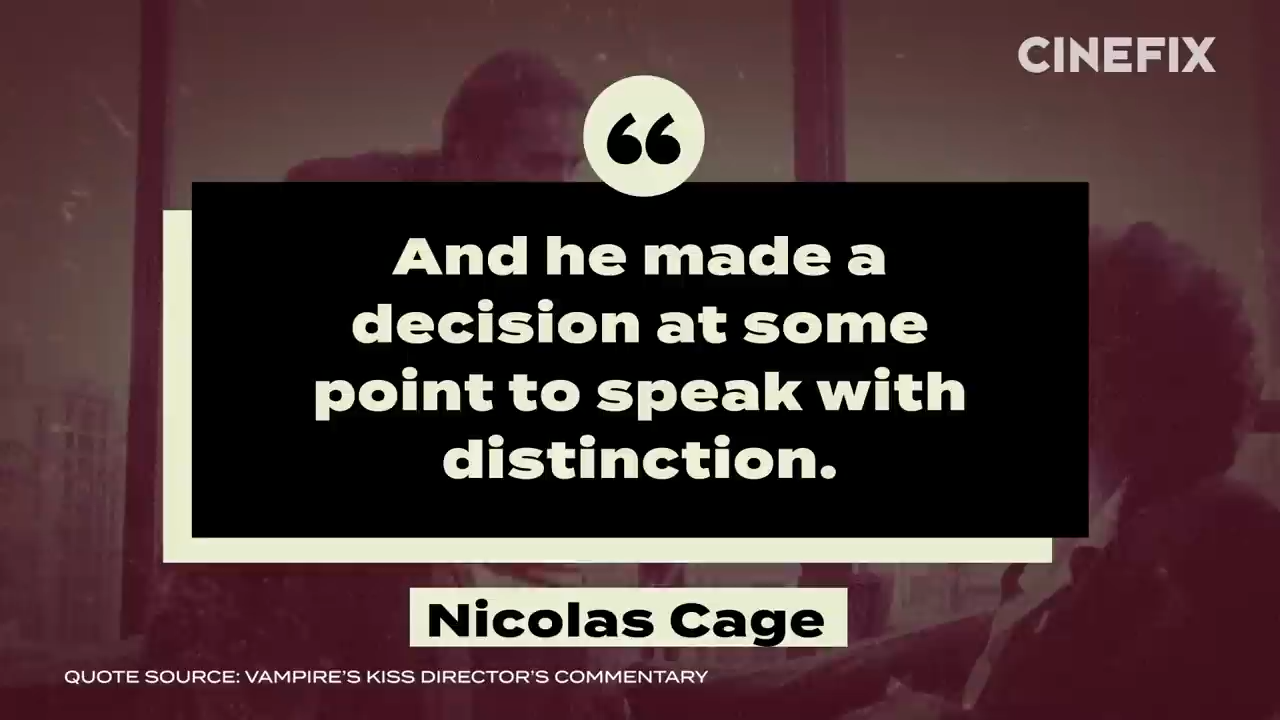 CINEFIX
“
And he made a
decision at some
point to speak with
distinction.
Nicolas Cage
QUOTE SOURCE: VAMPIRE'S KISS DIRECTOR'S COMMENTARY